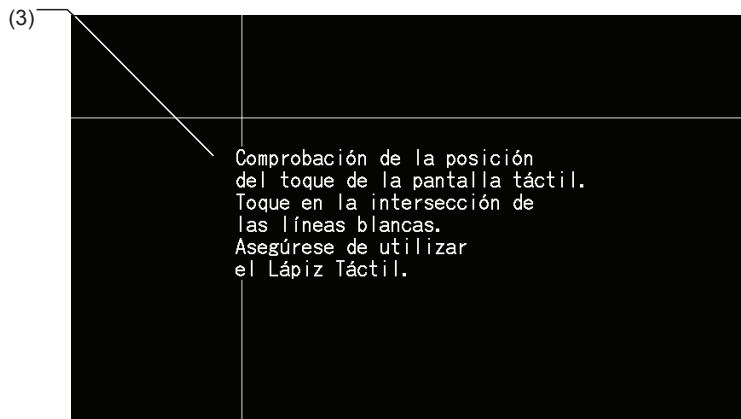 (3)
Comprobación de la posición
del toque de la pantalla táctil.
Toque en la intersección de
las líneas blancas.
Asegúrese de utilizar
el Lápiz Táctil.